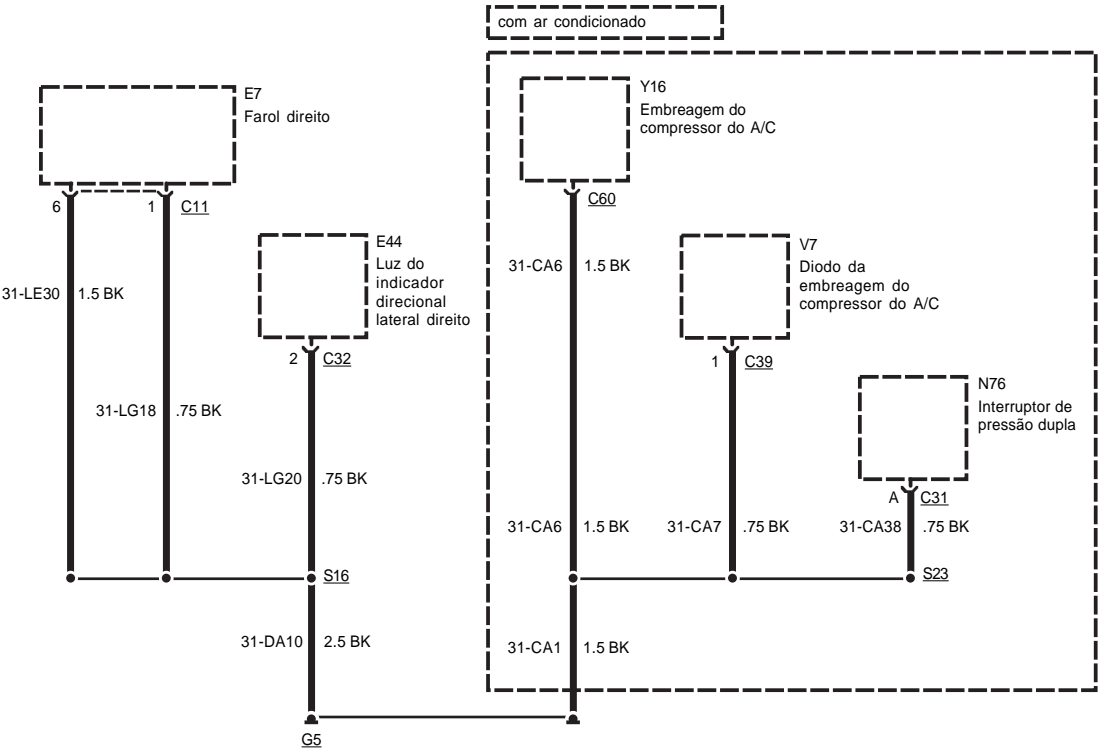 com ar condicionado
E7
Farol direito
6
1
C11
31-LE30
1.5 BK
31-LG18
.75 BK
E44
Luz do
indicador
direcional
lateral direito
2
C32
31-LG20
.75 BK
S16
31-DA10
2.5 BK
G5
Y16
Embreagem do
compressor do A/C
C60
31-CA6
1.5 BK
V7
Diodo da
embreagem do
compressor do A/C
1
C39
N76
Interruptor de
pressão dupla
A
C31
31-CA6
1.5 BK
31-CA7
.75 BK
31-CA38
.75 BK
S23
31-CA1
1.5 BK